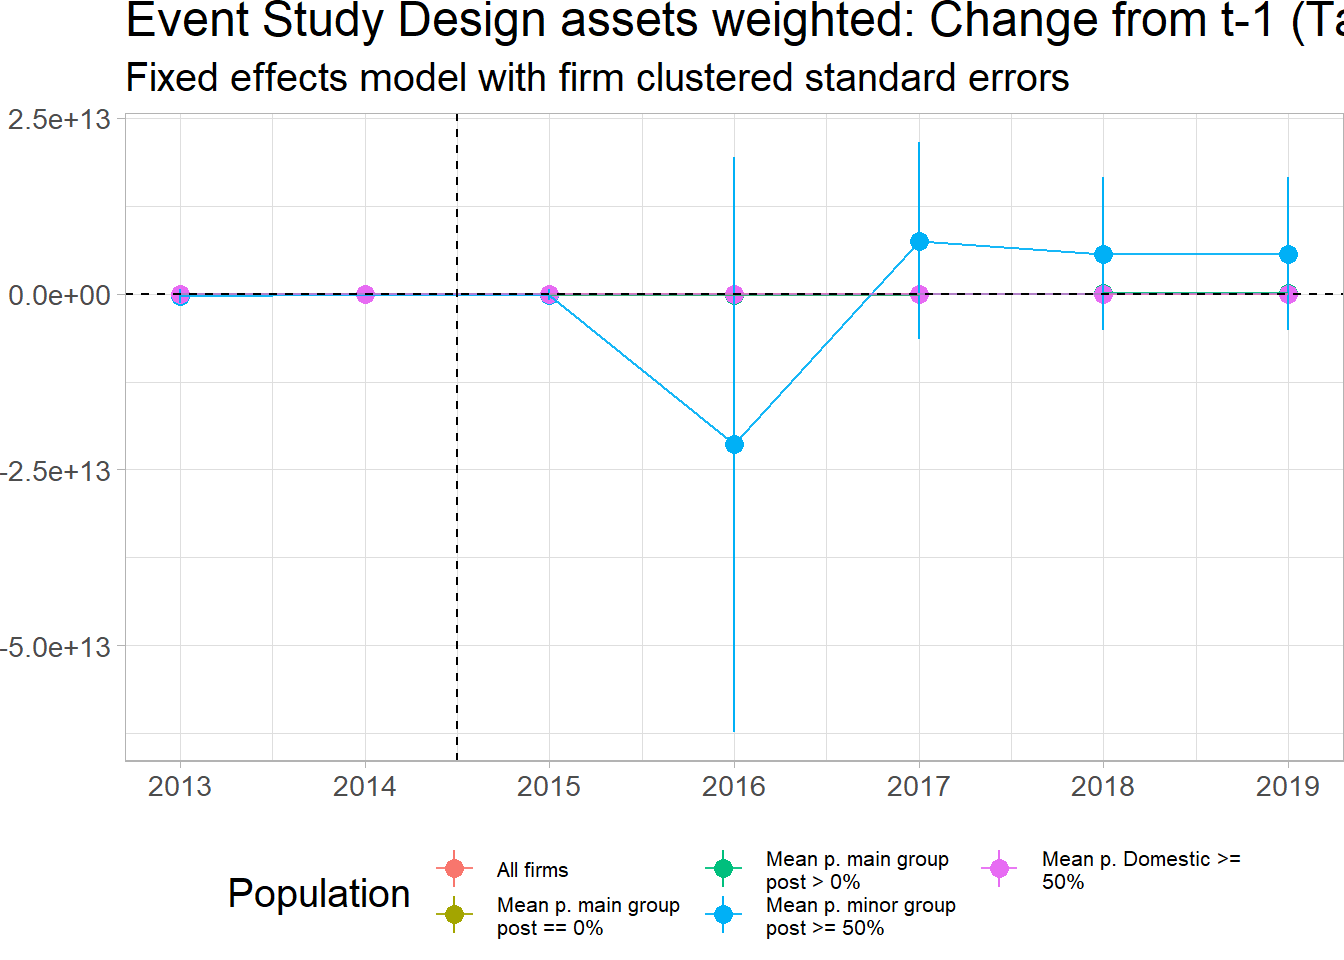 Event Study Design assets weighted: Change from t-1 (Ta
Fixed effects model with firm clustered standard errors
2.5e+13
0.0e+00
-2.5e+13
-5.0e+13
2013 2014 2015 2016 2017 2018 2019
Population
All firms
Mean p. main group
post == 0%
Mean p. main group
post > 0%
Mean p. minor group
post >= 50%
Mean p. Domestic >=
50%